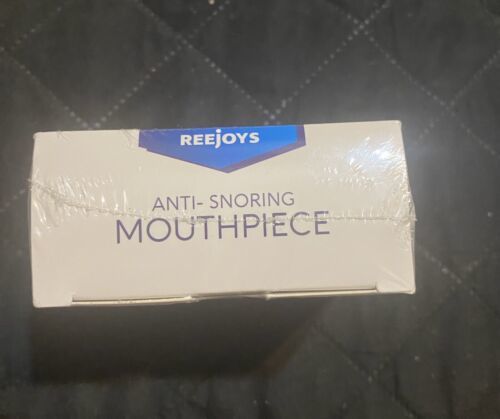 REEJOYS
ANTI- SNORING
MOUTHPIECE